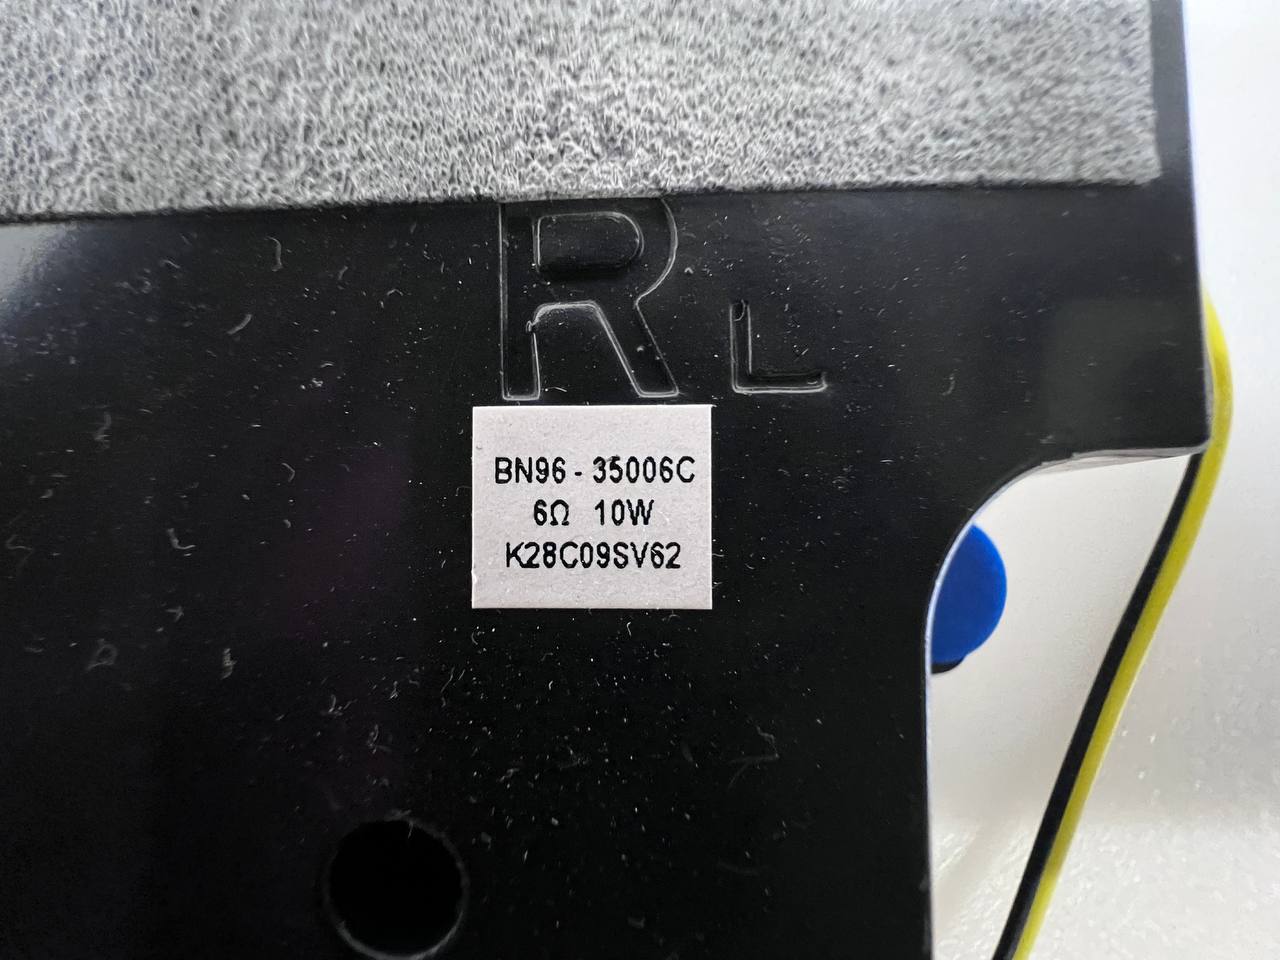 R L
BN96 - 35006C
6Ω 10W
K28C09SV62